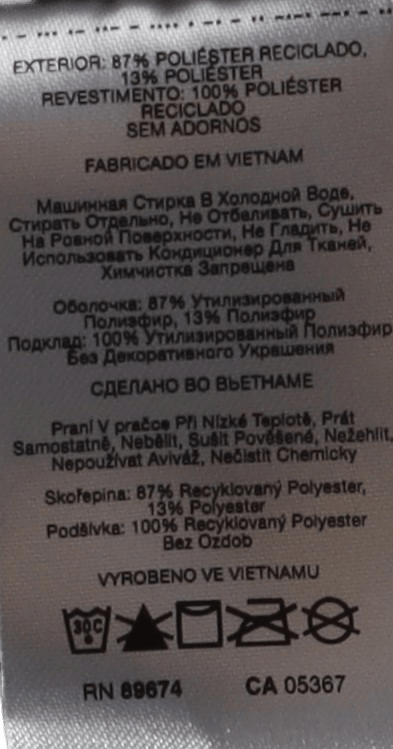 EXTERIOR: 87% POLIÉSTER RECICLADO,
13% POLIÉSTER
REVESTIMENTO: 100% POLIÉSTER
RECICLADO
SEM ADORNOS
FABRICADO EM VIETNAM
Машинная Стирка В Холодной Воде,
Стирать Отдельно, Не Отбеливать, Сушить
На Ровной Поверхности, Не Гладить, Не
Использовать Кондиционер Для Тканей,
Химчистка Запрещена
Оболочка: 87% Утилизированный
Полиэфир, 13% Полиэфир
Подклад: 100% Утилизированный Полиэфир
Без Декоративного Украшения
СДЕЛАНО ВО ВЬЕТНАМЕ
Praní V pračce Při Nízké Teplotě, Prát
Samostatně, Nebělit, Sušit Pověšené, Nežehlit,
Nepoužívat Aviváž, Nečistit Chemicky
Skořepina: 87% Recyklovaný Polyester,
13% Polyester
Podšívka: 100% Recyklovaný Polyester
Bez Ozdob
VYROBENO VE VIETNAMU
30C
RN 89674 CA 05367